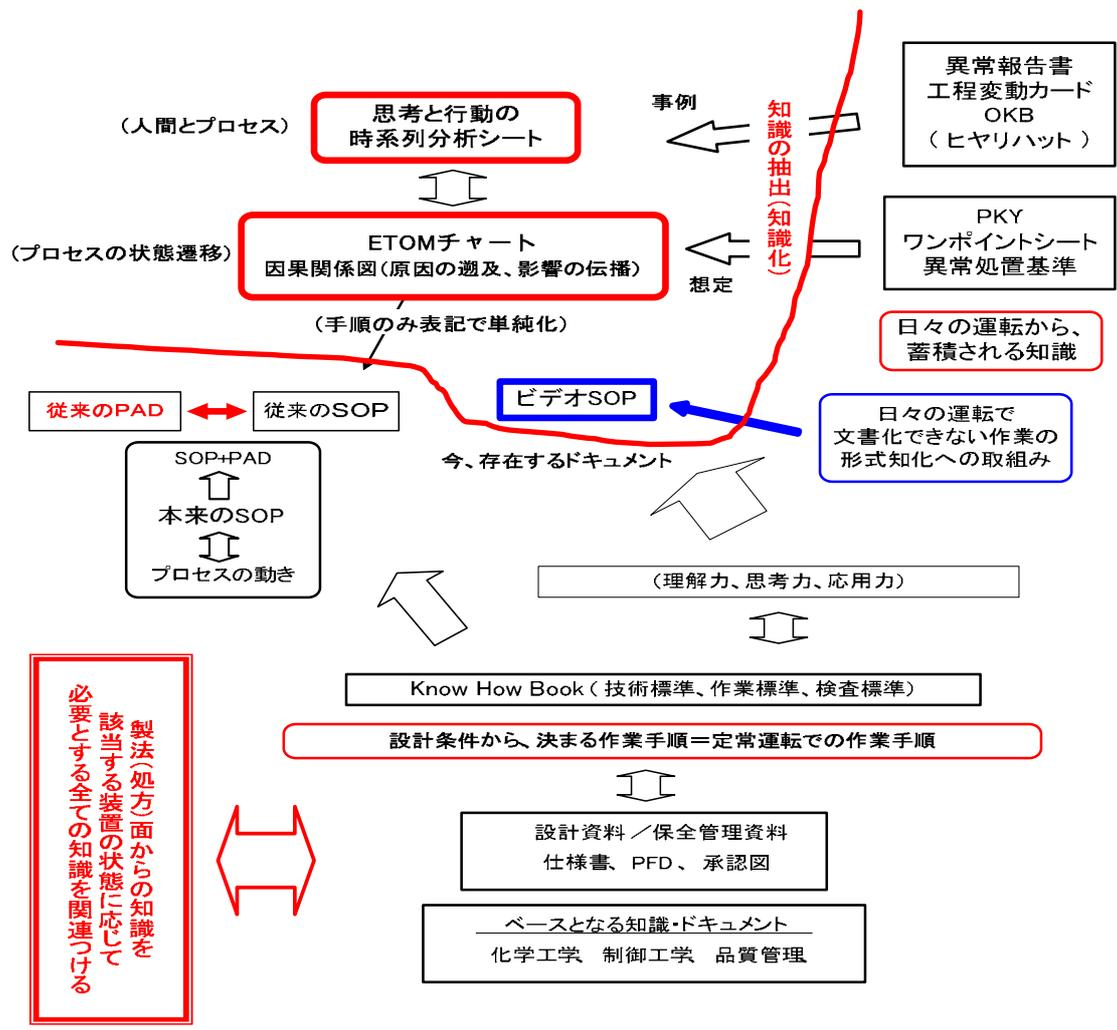 異常報告書
工程変動カード
OKB
（ヒヤリハット ）
事例
思考と行動の
時系列分析シート
（人間とプロセス）
知識の抽出（知識化）
PKY
ワンポイントシート
異常処置基準
想定
ETOMチャート
因果関係図（原因の遡及、影響の伝播）
（プロセスの状態遷移）
（手順のみ表記で単純化）
日々の運転から、
蓄積される知識
従来のPAD
従来のSOP
ビデオSOP
日々の運転で
文書化できない作業の
形式知化への取組み
今、存在するドキュメント
SOP+PAD
本来のSOP
プロセスの動き
（理解力、思考力、応用力）
Know How Book（ 技術標準、作業標準、検査標準）
設計条件から、決まる作業手順＝定常運転での作業手順
製法（処方）面からの知識を
該当する装置の状態に応じて
必要とする全ての知識を関連つける
設計資料／保全管理資料
仕様書、PFD、承認図
ベースとなる知識・ドキュメント
化学工学、制御工学、品質管理